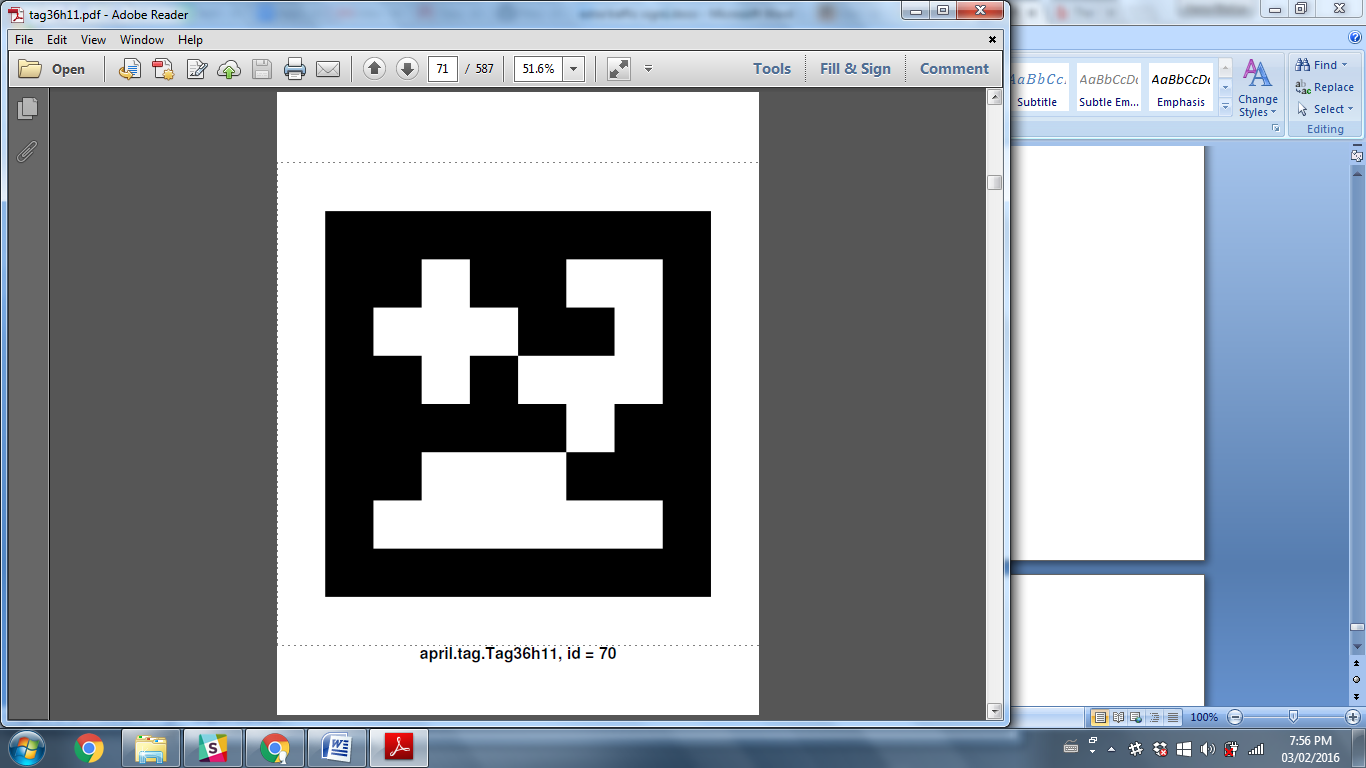 tag36h11.pdf - Adobe Reader
File Edit View Window Help
Open 71 / 587 51.6% Tools Fill & Sign Comment
AaBbCc. AaBbCcDc AaBbCcDc
Subtitle Subtle Em... Emphasis
Change Styles
Find
Replace
Select
Editing
april.tag.Tag36h11, id = 70
100%
7:56 PM
03/02/2016